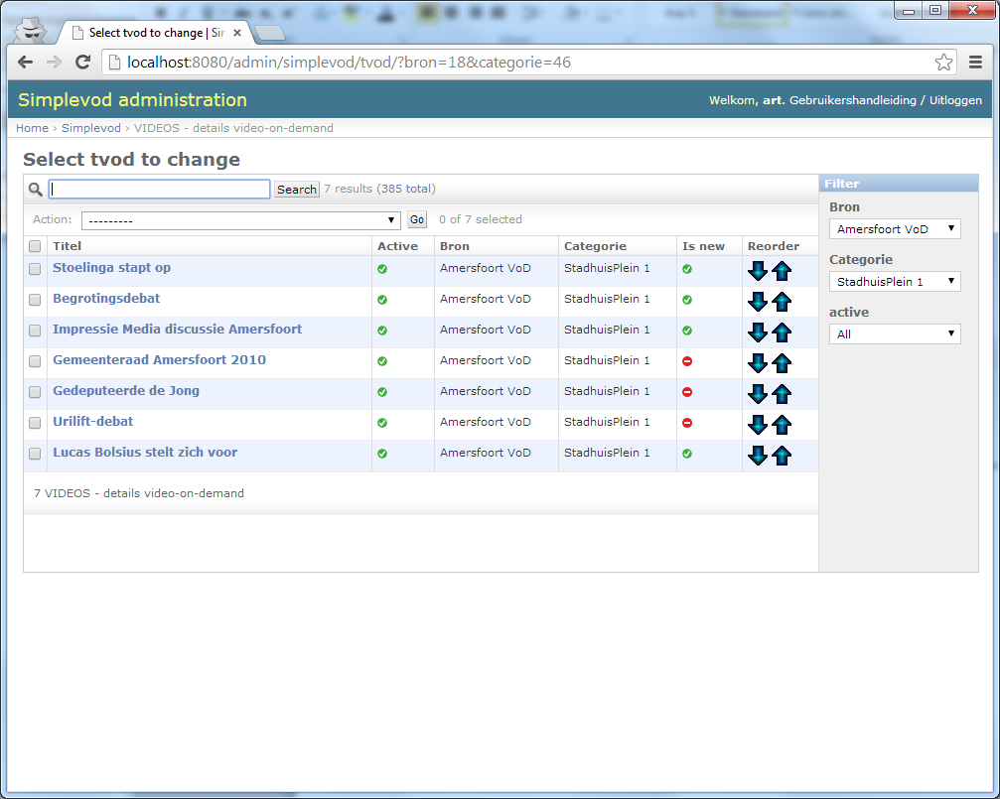 Select tvod to change | Sir
localhost:8080/admin/simplevod/tvod/?bron=18&categorie=46
Simplevod administration
Welkom, art. Gebruikershandleiding / Uitloggen
Home › Simplevod › VIDEOS - details video-on-demand
Select tvod to change
Search 7 results (385 total)
Action: --------- Go 0 of 7 selected
Titel Active Bron Categorie Is new Reorder
Stoelinga stapt op Amersfoort VoD StadhuisPlein 1
Begrotingsdebat Amersfoort VoD StadhuisPlein 1
Impressie Media discussie Amersfoort Amersfoort VoD StadhuisPlein 1
Gemeenteraad Amersfoort 2010 Amersfoort VoD StadhuisPlein 1
Gedeputeerde de Jong Amersfoort VoD StadhuisPlein 1
Urilift-debat Amersfoort VoD StadhuisPlein 1
Lucas Bolsius stelt zich voor Amersfoort VoD StadhuisPlein 1
7 VIDEOS - details video-on-demand
Filter
Bron
Amersfoort VoD
Categorie
StadhuisPlein 1
active
All